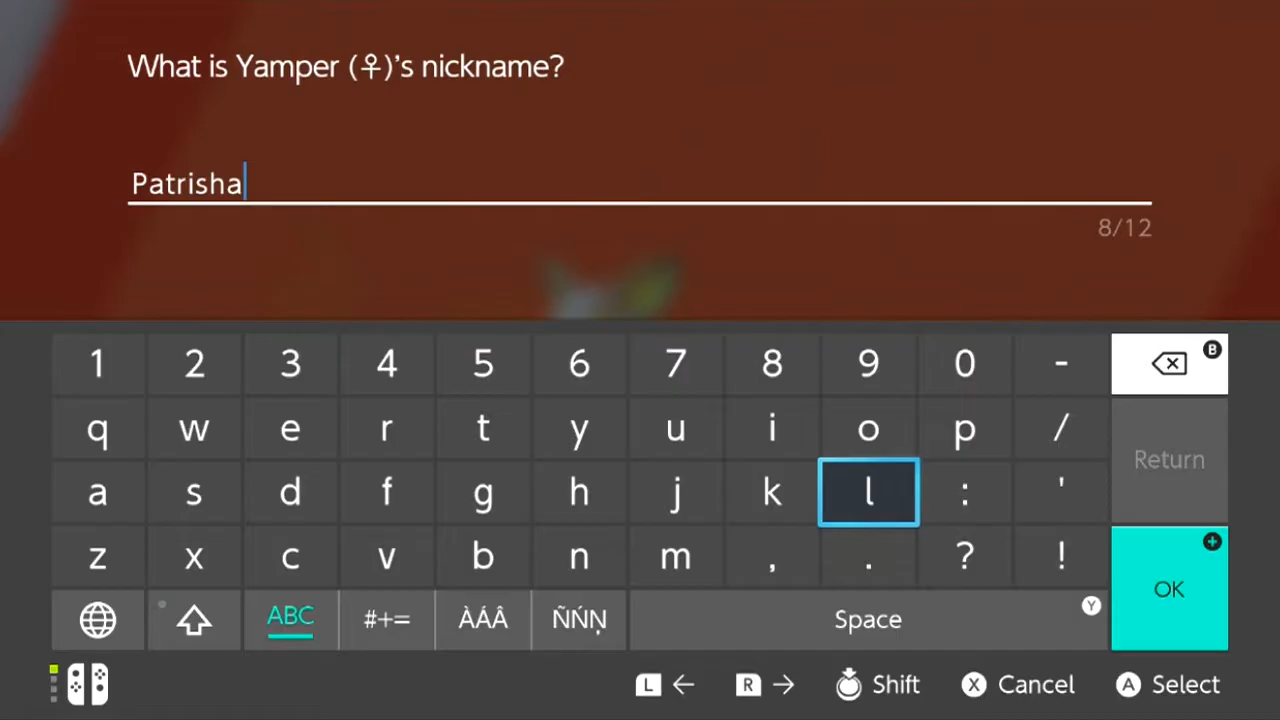 What is Yamper (♀)'s nickname?
Patrisha
8/12
1 2 3 4 5 6 7 8 9 0 - B
q w e r t y u i o p /
Return
a s d f g h j k l : '
z x c v b n m , . ? ! +
OK
ABC #+= ÀÁÂ ÑŃŅ Space Y
L ← R → Shift X Cancel A Select